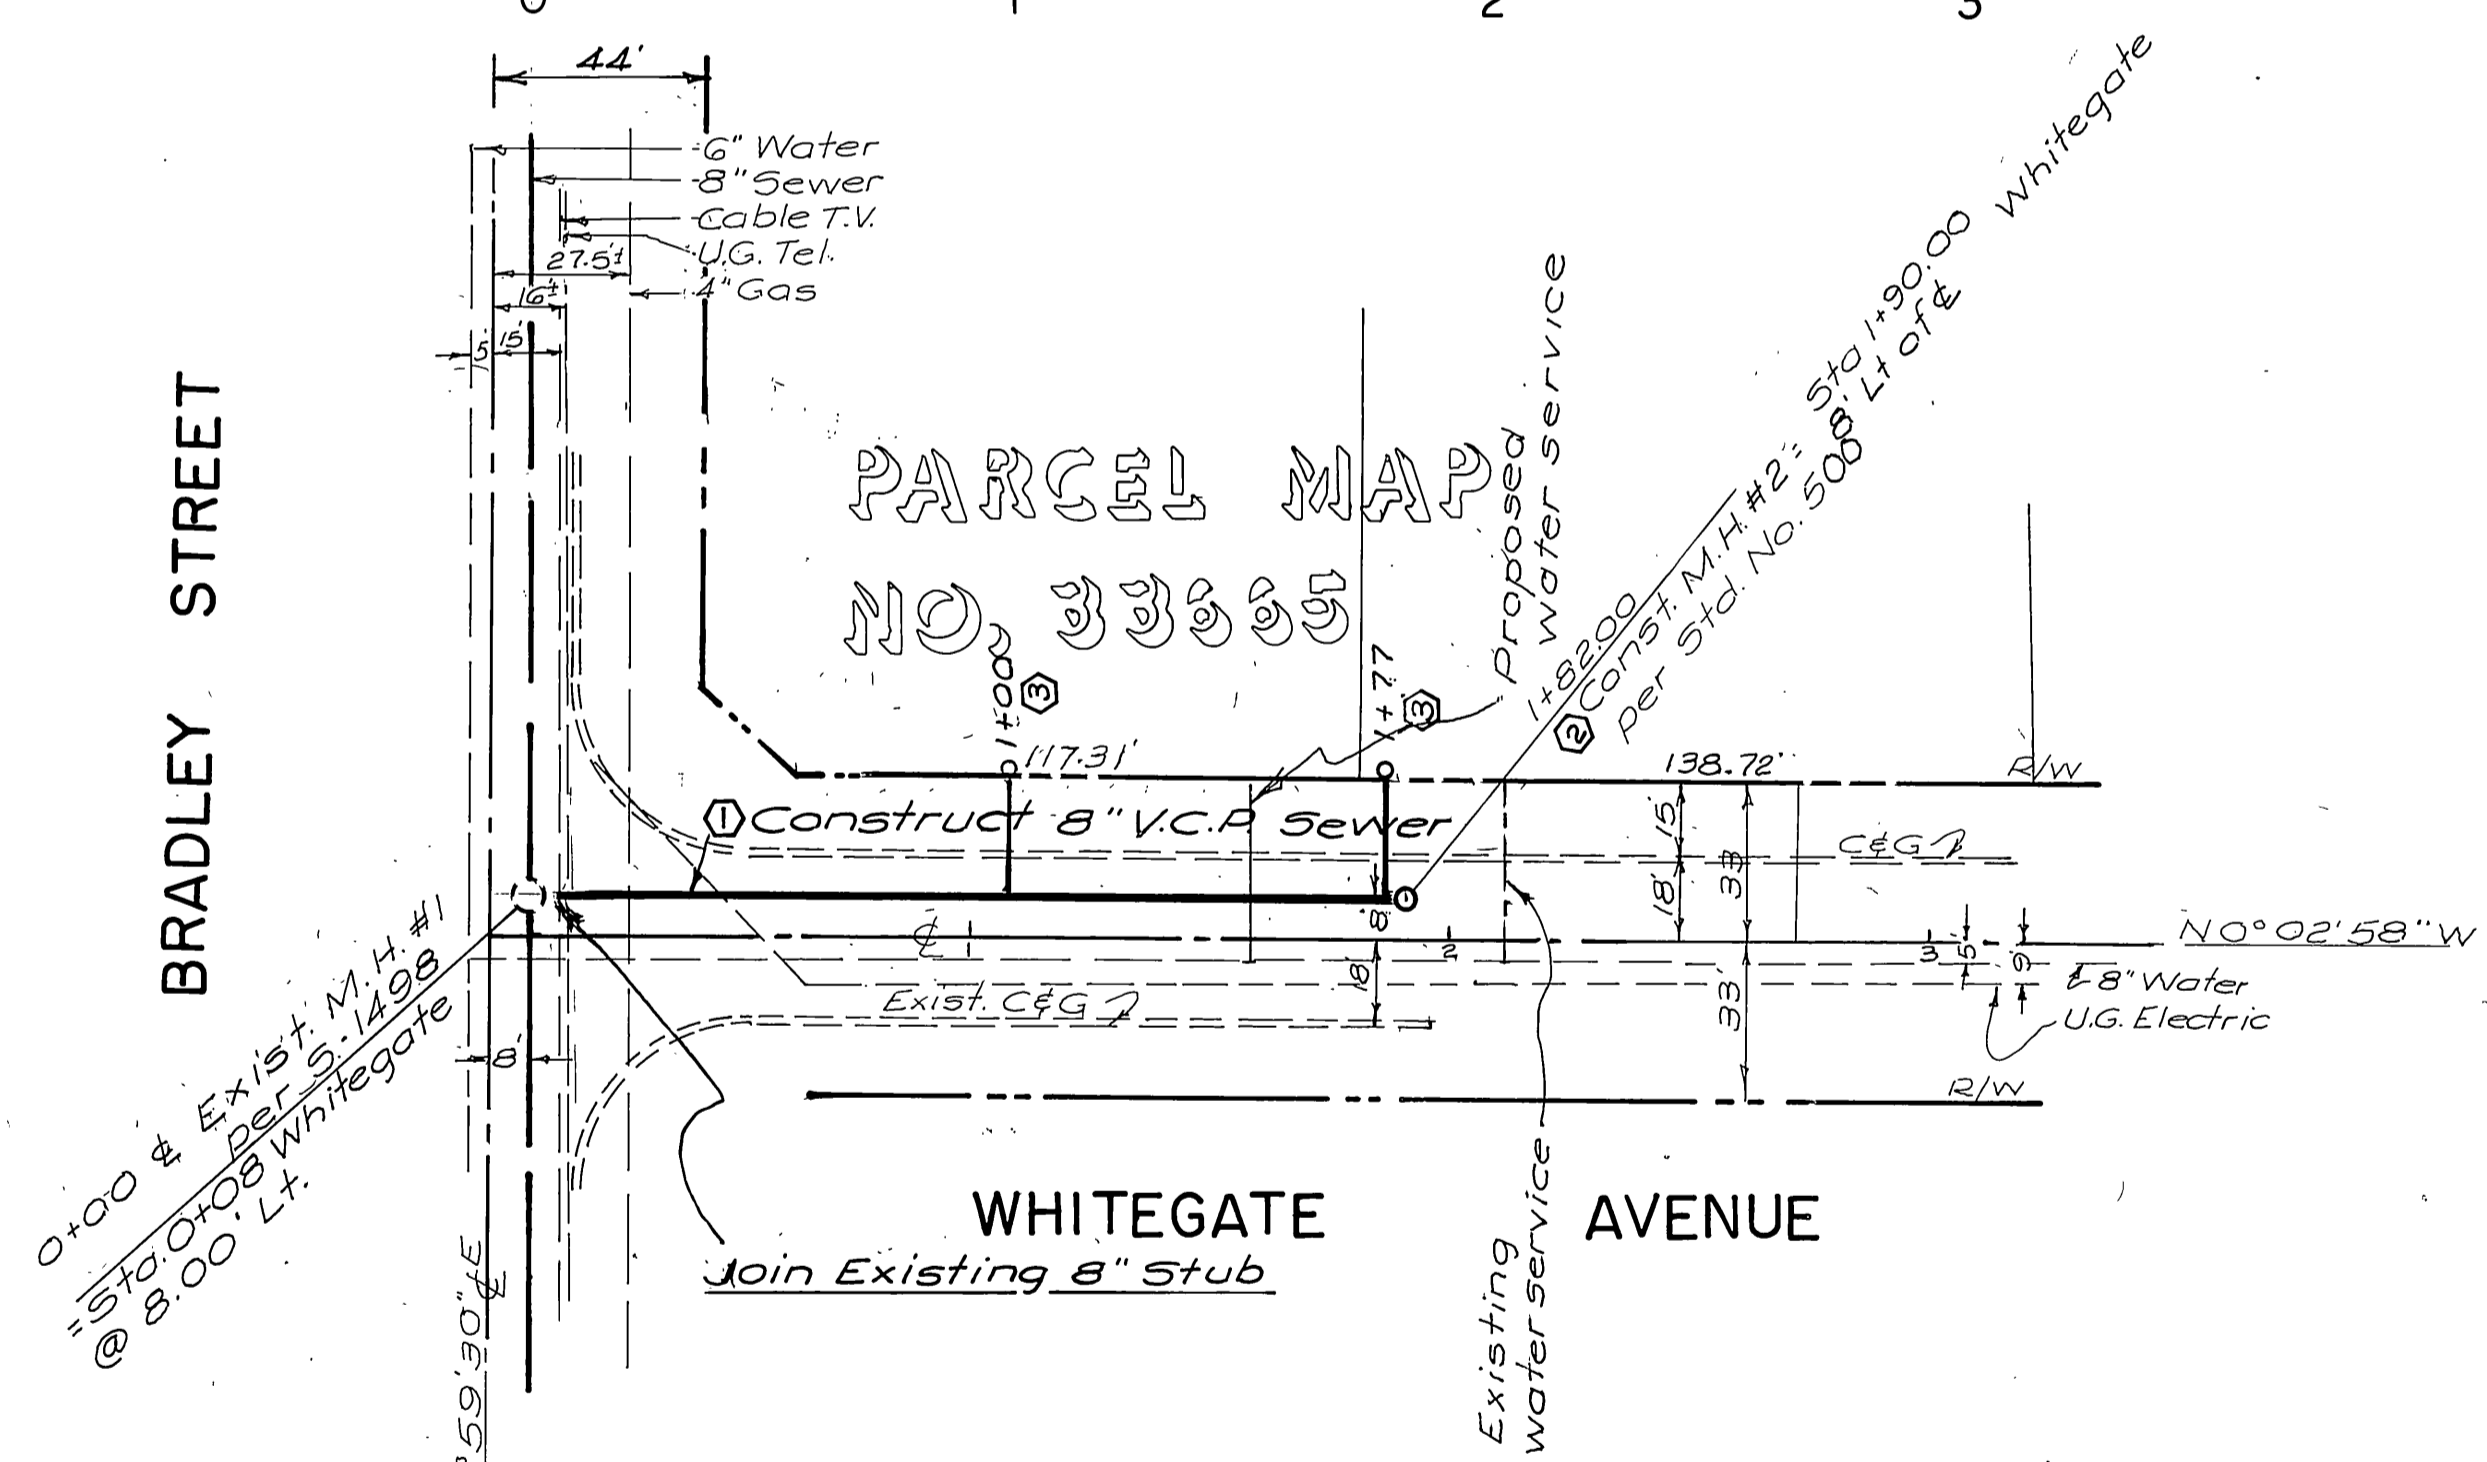 0 1 2 3
44'
6" Water
8" Sewer
Cable T.V.
U.G. Tel.
4" Gas
27.5'±
16'±
15'
5'
BRADLEY STREET
PARCEL MAP
NO. 33665
Proposed
water service
Sta 1+90.00 Whitegate
8' Lt of ℄
1+82.00
② Const. M.H. #2 =
per Std. No. 500
1+00
③
1+77
③
117.31'
138.72'
R/W
① Construct 8" V.C.P. Sewer
15'
18'
33'
C&G
8'
℄
1
2
3
5'
9'
N0°02'58"W
8" Water
U.G. Electric
Exist. C&G
18'
33'
R/W
0+00 ℄ Exist. M.H. #1
per S-1498
=Sta. 0+08 Whitegate
@ 8.00' Lt.
8'
WHITEGATE AVENUE
Join Existing 8" Stub
Existing
water service
59'30"E
℄